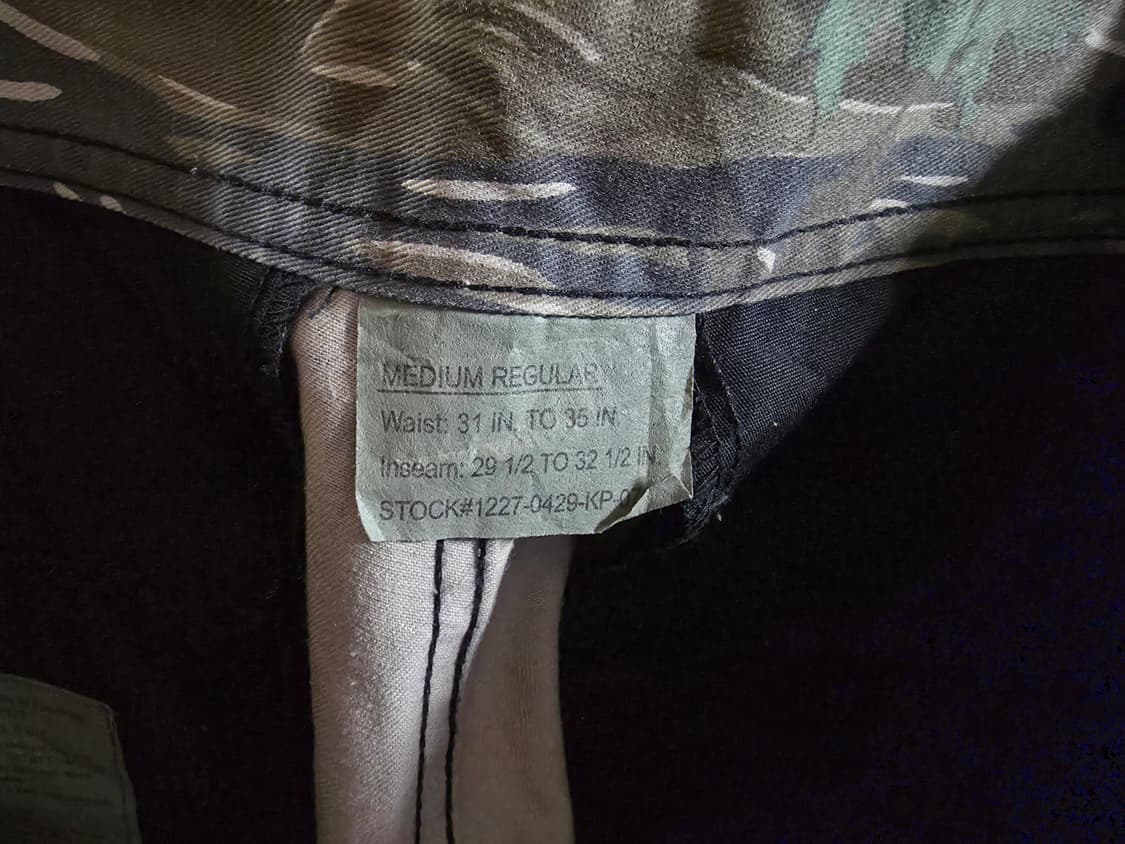 MEDIUM REGULAR
Waist: 31 IN. TO 35 IN.
Inseam: 29 1/2 TO 32 1/2 IN.
STOCK#1227-0429-KP-07